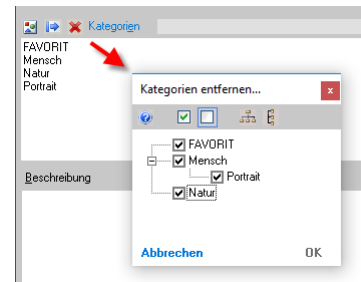 Kategorien
FAVORIT
Mensch
Natur
Portrait
Beschreibung
Kategorien entfernen...
x
FAVORIT
Mensch
Portrait
Natur
Abbrechen
OK